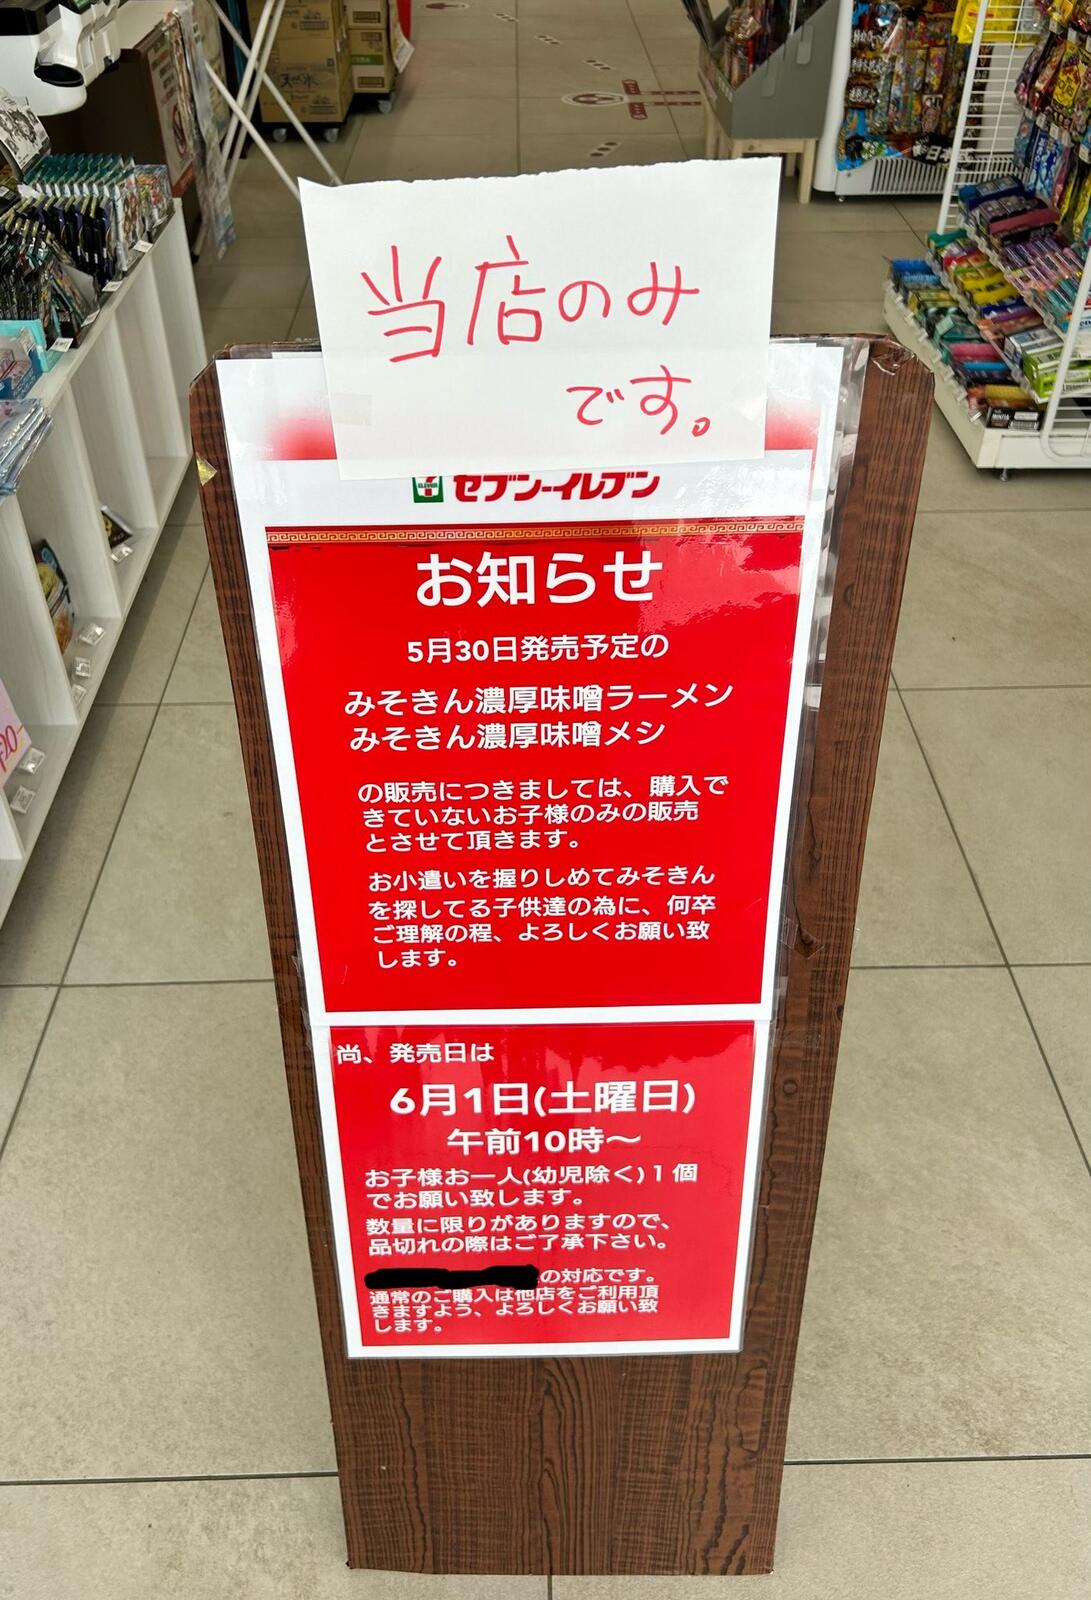 天然水
当店のみ
です。
7 ELEVEN セブン-イレブン
お知らせ
5月30日発売予定の
みそきん濃厚味噌ラーメン
みそきん濃厚味噌メシ
の販売につきましては、購入で
きていないお子様のみの販売
とさせて頂きます。
お小遣いを握りしめてみそきん
を探してる子供達の為に、何卒
ご理解の程、よろしくお願い致
します。
尚、発売日は
6月1日(土曜日)
午前10時～
お子様お一人(幼児除く)1個
でお願い致します。
数量に限りがありますので、
品切れの際はご了承下さい。
の対応です。
通常のご購入は他店をご利用頂
きますよう、よろしくお願い致
します。